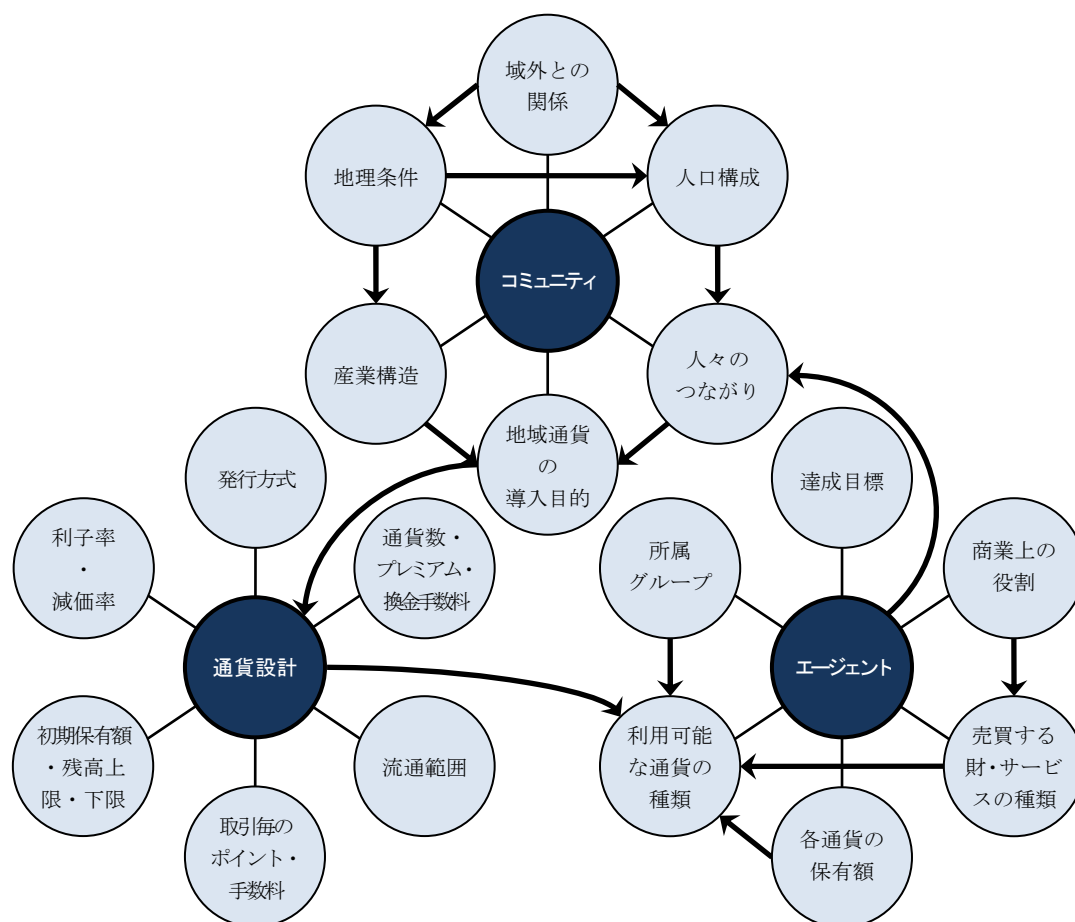 域外との
関係
地理条件
人口構成
コミュニティ
産業構造
人々の
つながり
地域通貨
の
導入目的
発行方式
利子率
・
減価率
通貨数・
プレミアム・
換金手数料
通貨設計
初期保有額
・残高上
限・下限
取引毎の
ポイント・
手数料
流通範囲
達成目標
所属
グループ
商業上の
役割
エージェント
利用可能
な通貨の
種類
売買する
財・サービ
スの種類
各通貨の
保有額